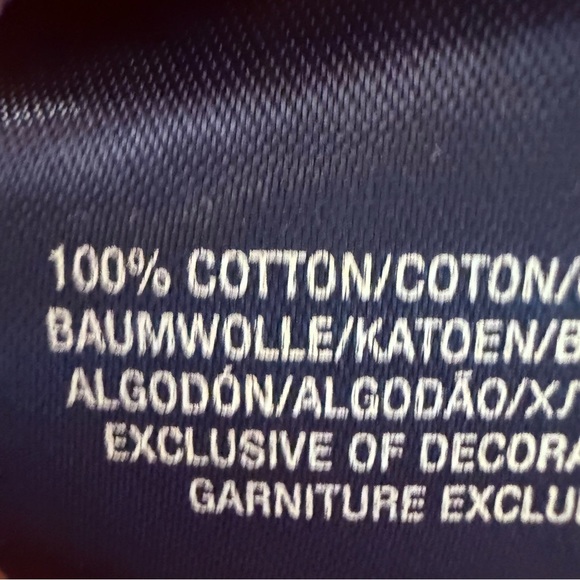 100% COTTON/COTON/
BAUMWOLLE/KATOEN/B
ALGODÓN/ALGODÃO/X/
EXCLUSIVE OF DECORA
GARNITURE EXCLU